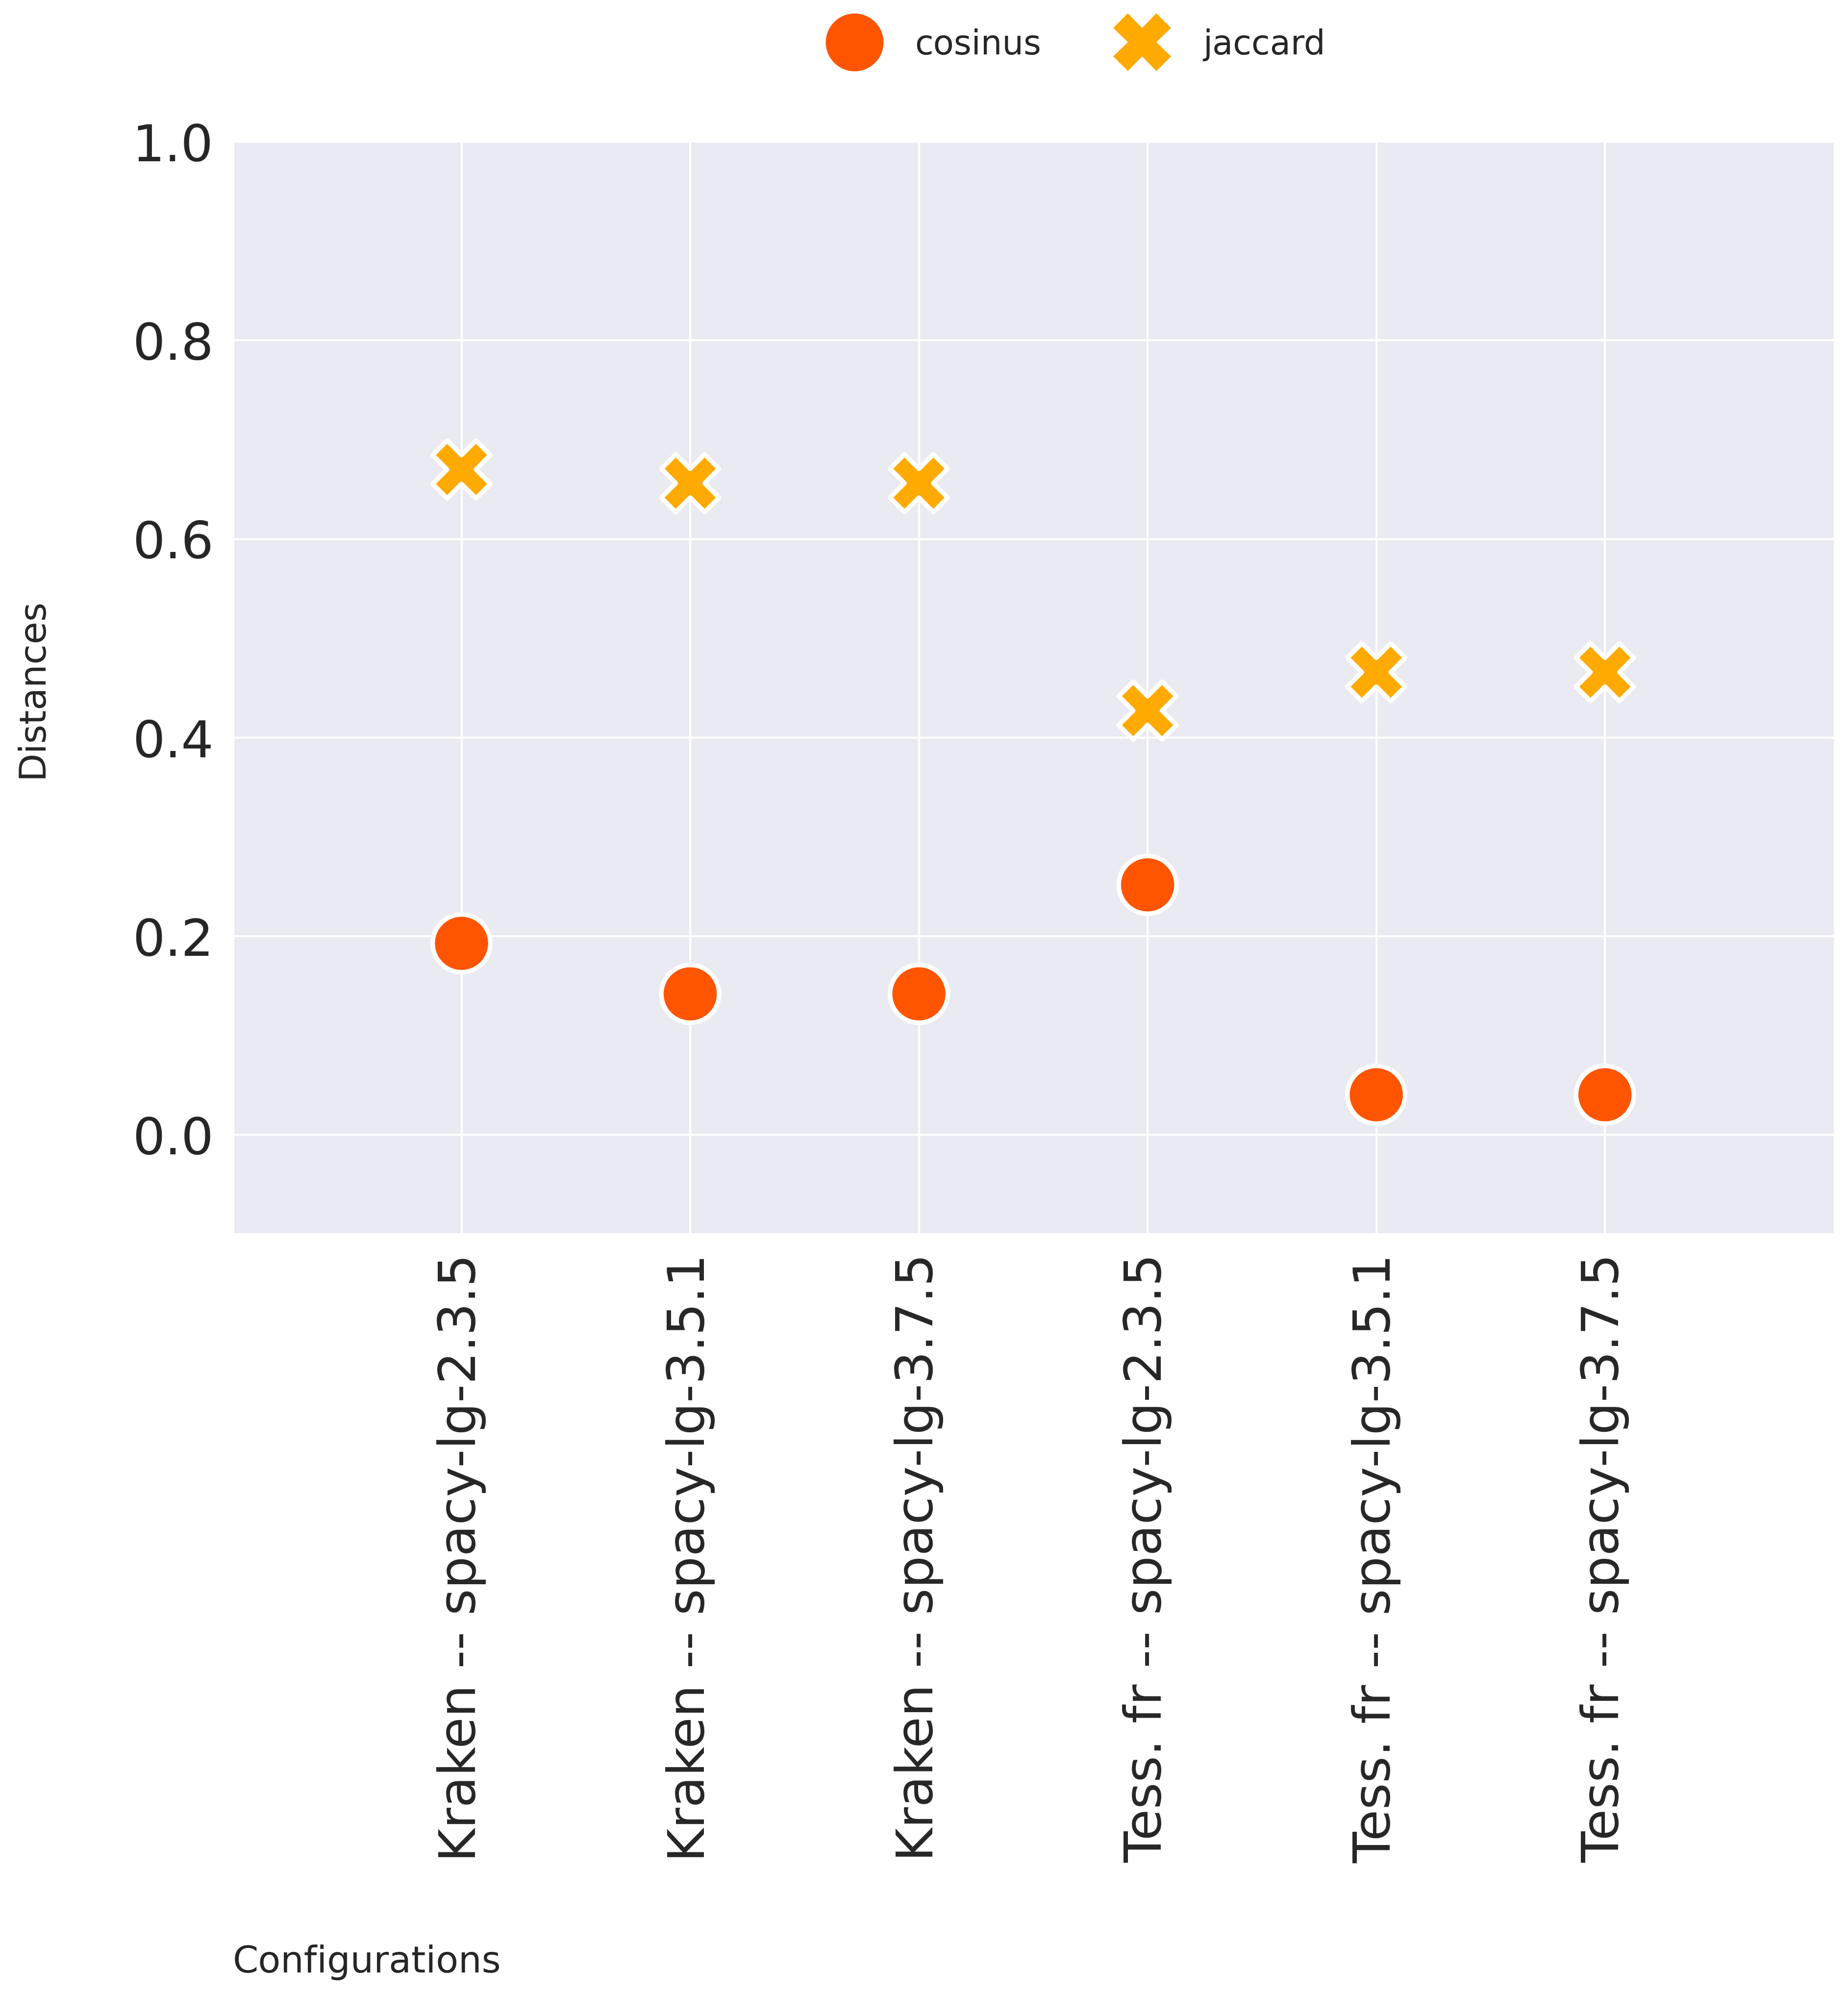 cosinus jaccard
1.0
0.8
0.6
0.4
0.2
0.0
Distances
Kraken -- spacy-lg-2.3.5
Kraken -- spacy-lg-3.5.1
Kraken -- spacy-lg-3.7.5
Tess. fr -- spacy-lg-2.3.5
Tess. fr -- spacy-lg-3.5.1
Tess. fr -- spacy-lg-3.7.5
Configurations